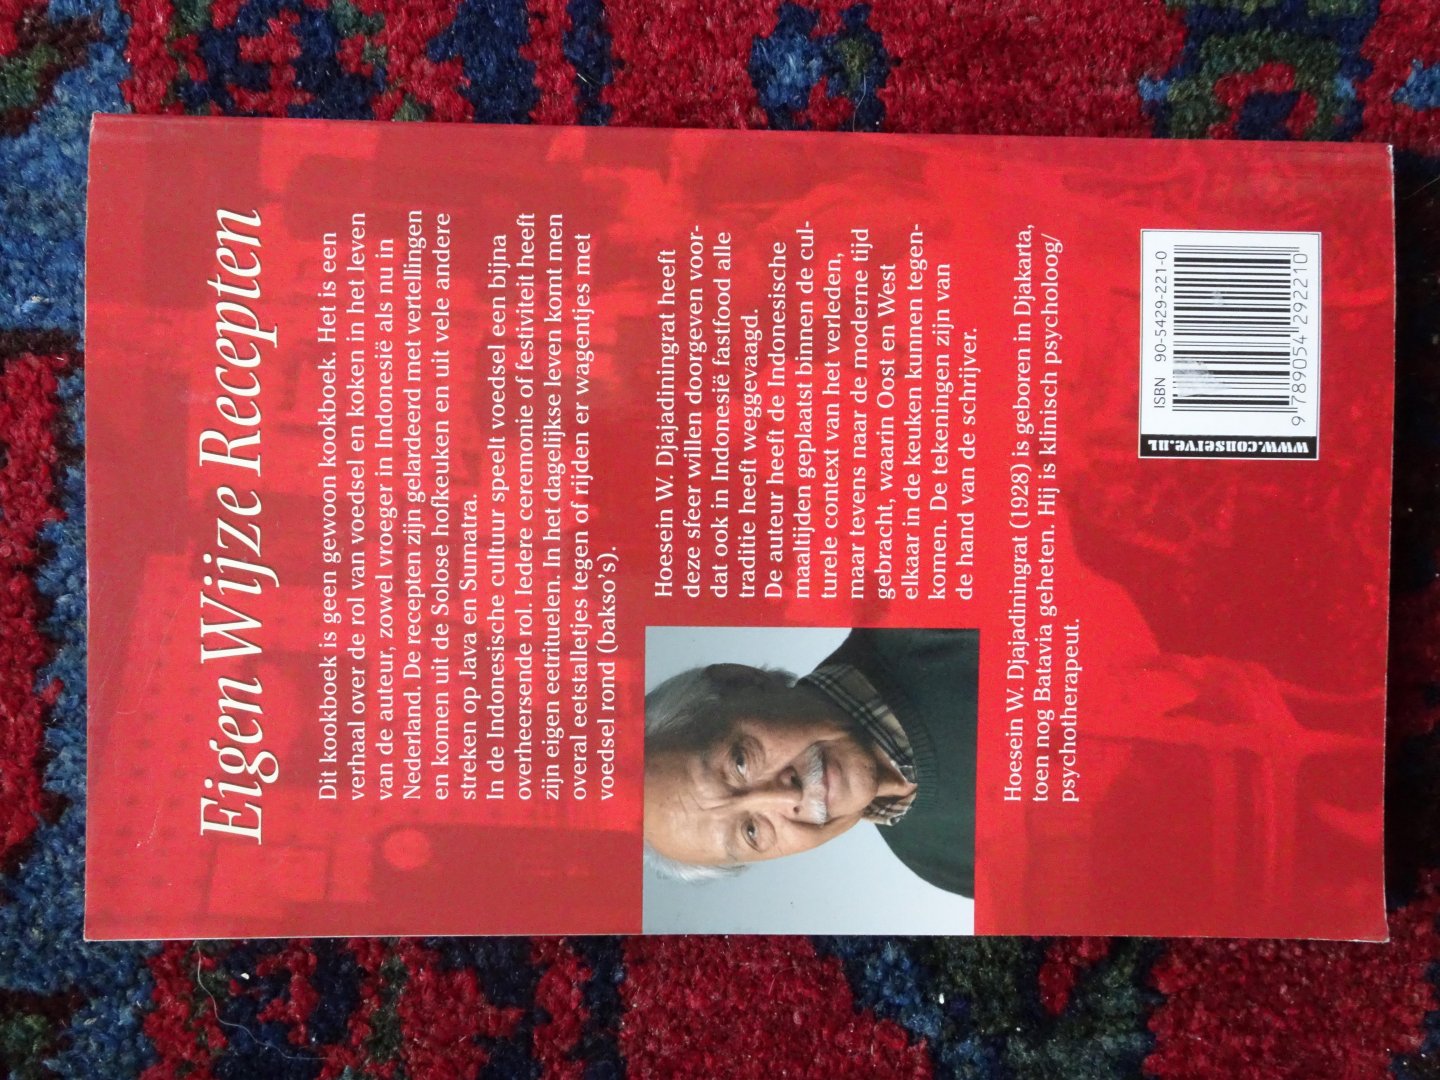 Eigen Wijze Recepten
Dit kookboek is geen gewoon kookboek. Het is een
verhaal over de rol van voedsel en koken in het leven
van de auteur, zowel vroeger in Indonesië als nu in
Nederland. De recepten zijn gelardeerd met vertellingen
en komen uit de Solose hofkeuken en uit vele andere
streken op Java en Sumatra.
In de Indonesische cultuur speelt voedsel een bijna
overheersende rol. Iedere ceremonie of festiviteit heeft
zijn eigen eetrituelen. In het dagelijkse leven komt men
overal eetstalletjes tegen of rijden er wagentjes met
voedsel rond (bakso's).
Hoesein W. Djajadiningrat heeft
deze sfeer willen doorgeven voor-
dat ook in Indonesië fastfood alle
traditie heeft weggevaagd.
De auteur heeft de Indonesische
maaltijden geplaatst binnen de cul-
turele context van het verleden,
maar tevens naar de moderne tijd
gebracht, waarin Oost en West
elkaar in de keuken kunnen tegen-
komen. De tekeningen zijn van
de hand van de schrijver.
Hoesein W. Djajadiningrat (1928) is geboren in Djakarta,
toen nog Batavia geheten. Hij is klinisch psycholoog/
psychotherapeut.
www.conserve.nl
ISBN 90-5429-221-0
9 789054 292210